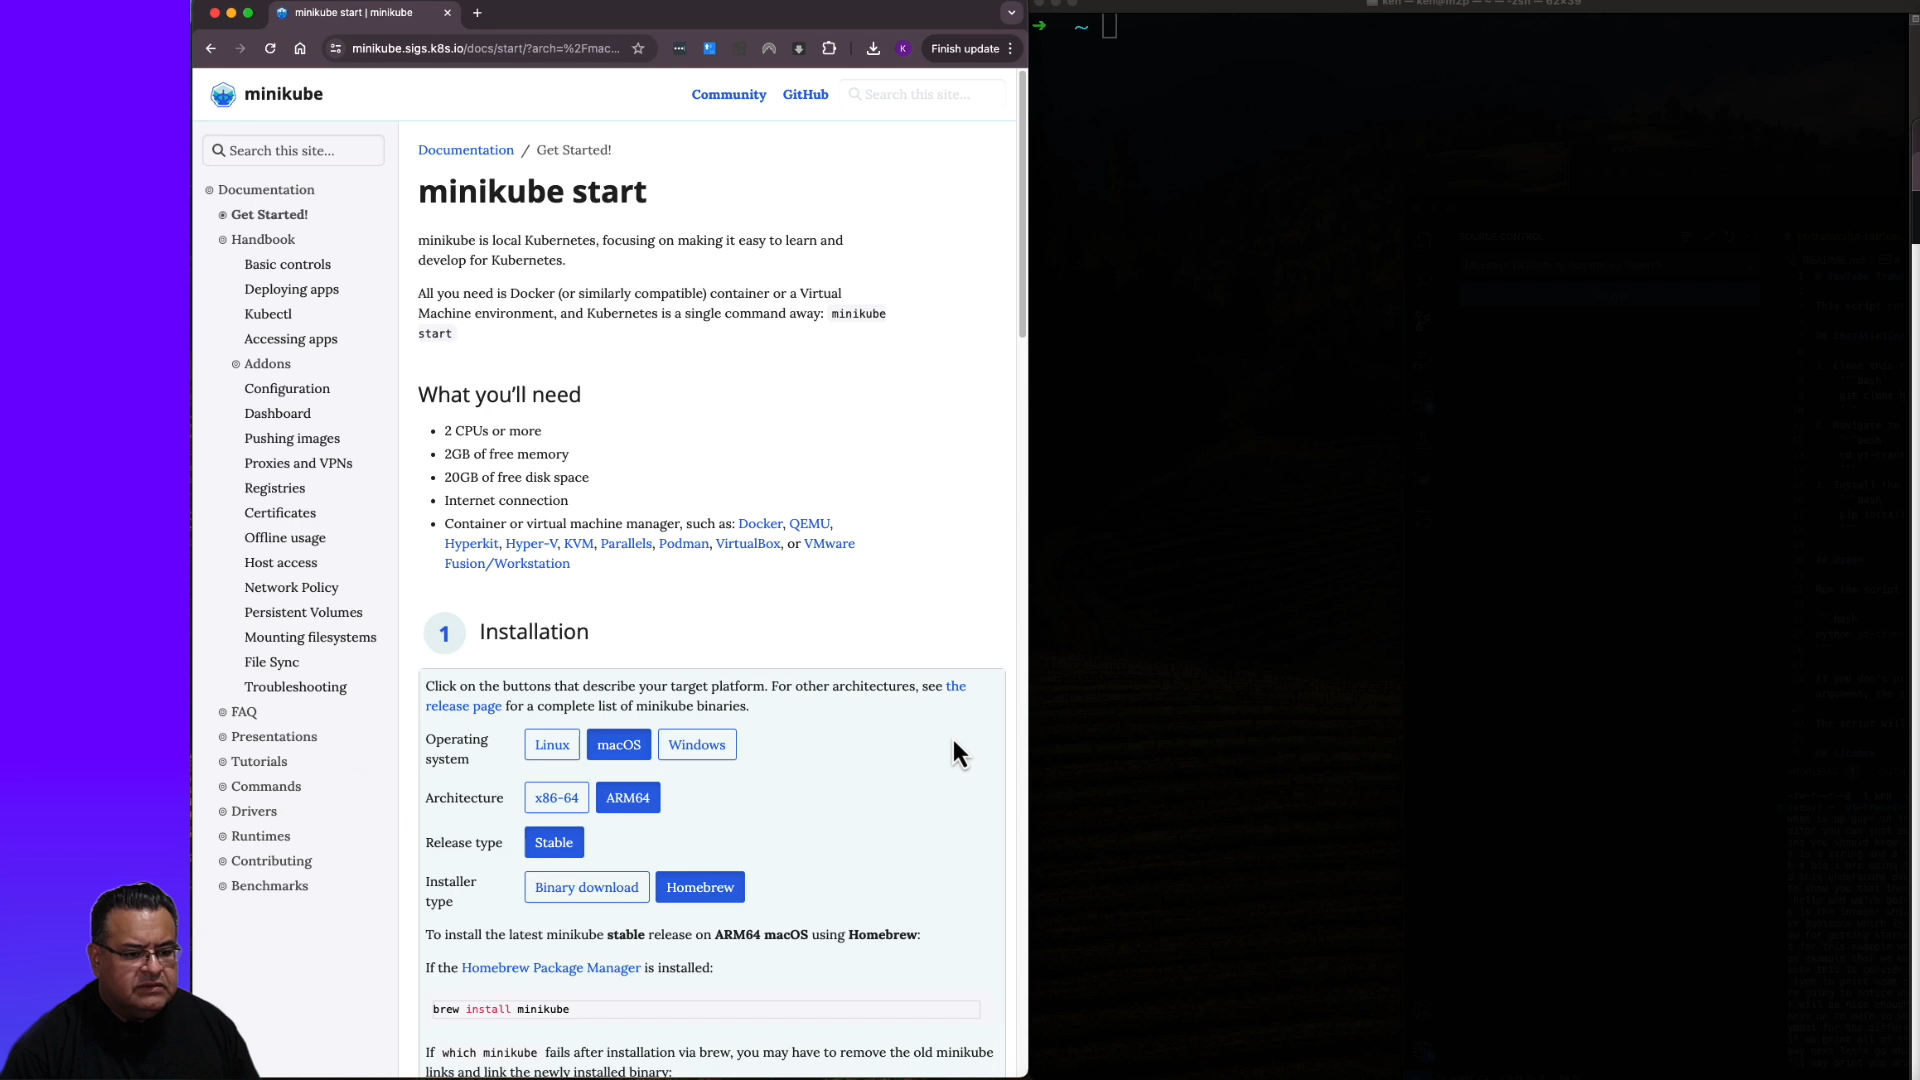 minikube start | minikube
minikube.sigs.k8s.io/docs/start/?arch=%2Fmac...
K
Finish update
minikube
Community
GitHub
Search this site...
Search this site...
Documentation
Get Started!
Handbook
Basic controls
Deploying apps
Kubectl
Accessing apps
Addons
Configuration
Dashboard
Pushing images
Proxies and VPNs
Registries
Certificates
Offline usage
Host access
Network Policy
Persistent Volumes
Mounting filesystems
File Sync
Troubleshooting
FAQ
Presentations
Tutorials
Commands
Drivers
Runtimes
Contributing
Benchmarks
Documentation / Get Started!
minikube start
minikube is local Kubernetes, focusing on making it easy to learn and
develop for Kubernetes.
All you need is Docker (or similarly compatible) container or a Virtual
Machine environment, and Kubernetes is a single command away: minikube
start
What you'll need
2 CPUs or more
2GB of free memory
20GB of free disk space
Internet connection
Container or virtual machine manager, such as: Docker, QEMU,
Hyperkit, Hyper-V, KVM, Parallels, Podman, VirtualBox, or VMware
Fusion/Workstation
1 Installation
Click on the buttons that describe your target platform. For other architectures, see the
release page for a complete list of minikube binaries.
Operating
system
Linux
macOS
Windows
Architecture
x86-64
ARM64
Release type
Stable
Installer
type
Binary download
Homebrew
To install the latest minikube stable release on ARM64 macOS using Homebrew:
If the Homebrew Package Manager is installed:
brew install minikube
If which minikube fails after installation via brew, you may have to remove the old minikube
links and link the newly installed binary:
~